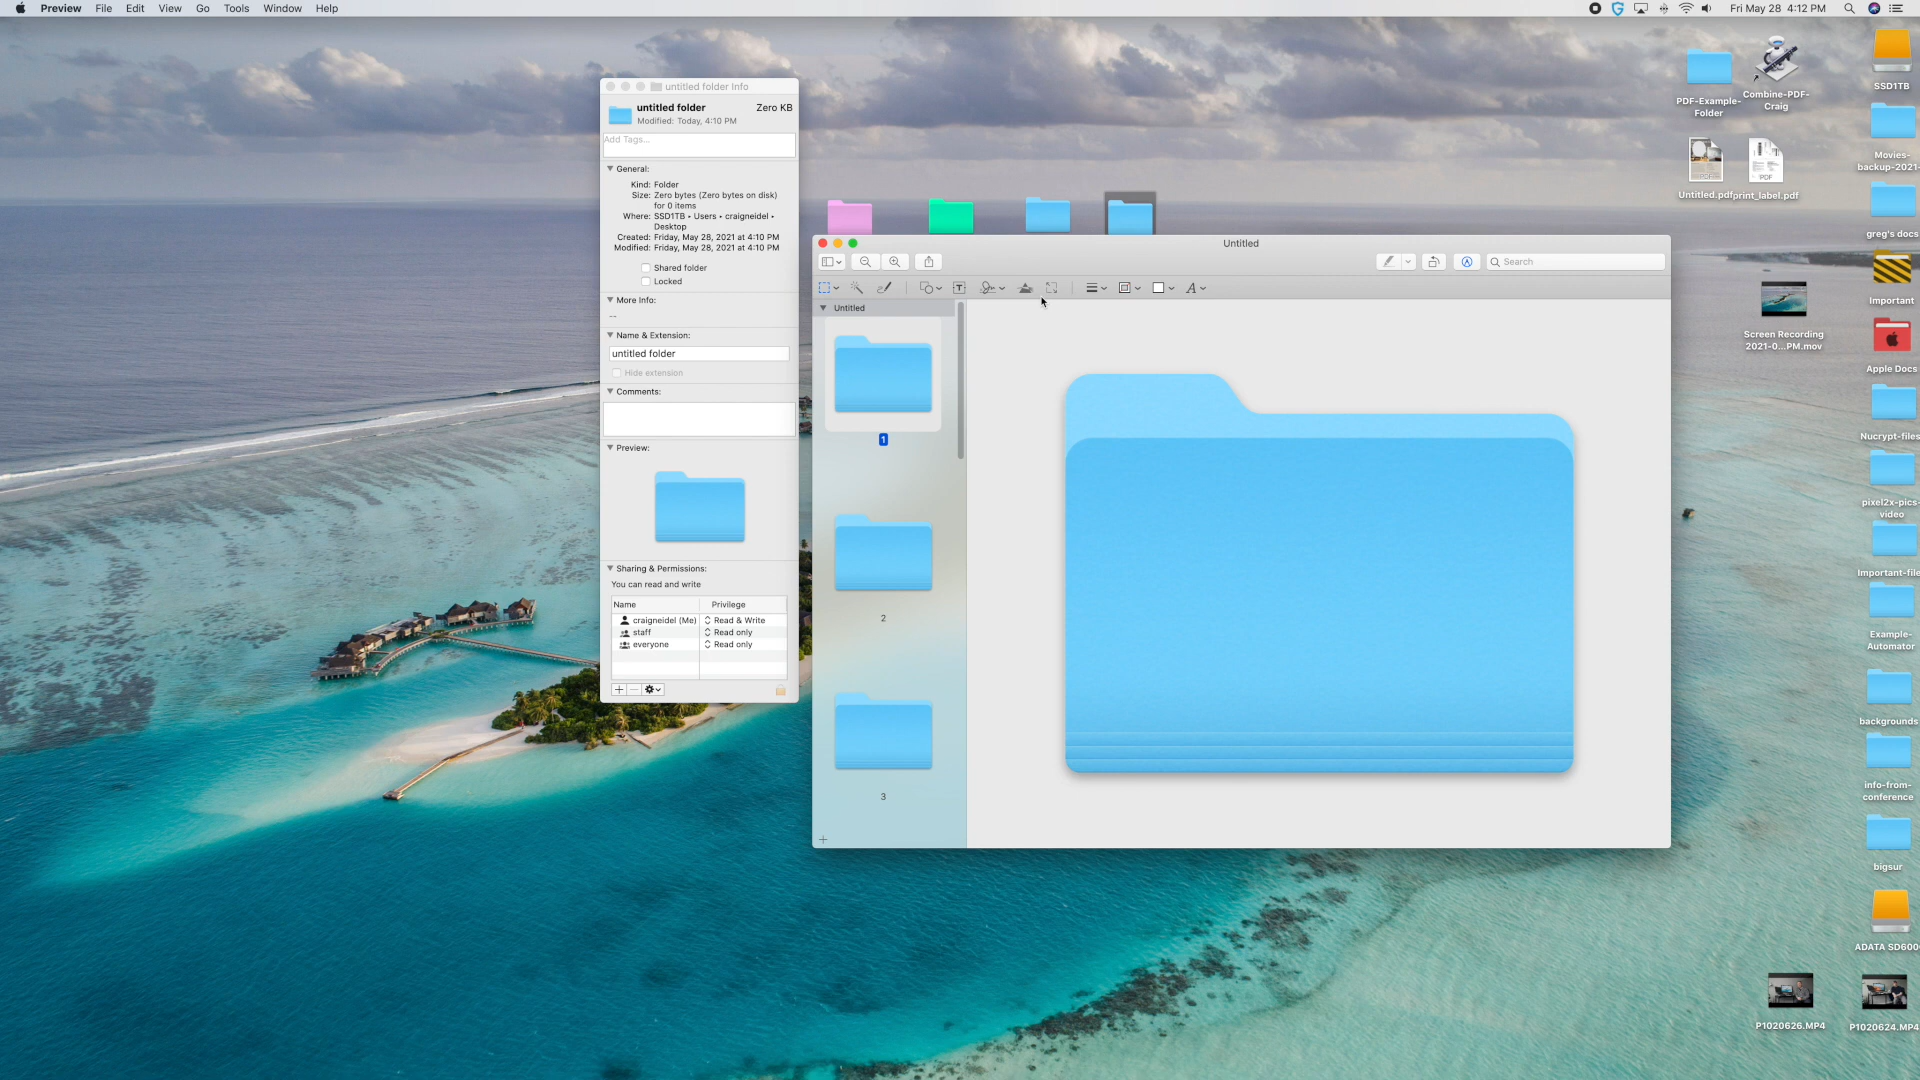 Preview File Edit View Go Tools Window Help
Fri May 28 4:12 PM
untitled folder Info
untitled folder Zero KB
Modified: Today, 4:10 PM
Add Tags...
General:
Kind: Folder
Size: Zero bytes (Zero bytes on disk)
for 0 items
Where: SSD1TB • Users • craigneidel •
Desktop
Created: Friday, May 28, 2021 at 4:10 PM
Modified: Friday, May 28, 2021 at 4:10 PM
Shared folder
Locked
More Info:
--
Name & Extension:
untitled folder
Hide extension
Comments:
Preview:
Sharing & Permissions:
You can read and write
Name Privilege
craigneidel (Me) Read & Write
staff Read only
everyone Read only
Untitled
Search
Untitled
1
2
3
PDF-Example-
Folder
Combine-PDF-
Craig
PDF
PDF
Untitled.pdf
print_label.pdf
Screen Recording
2021-0...PM.mov
SSD1TB
Movies-
backup-2021-
greg's docs
Important
Apple Docs
Nucrypt-files
pixel2x-pics-
video
Important-file
Example-
Automator
backgrounds
info-from-
conference
bigsur
ADATA SD600
P1020626.MP4
P1020624.MP4